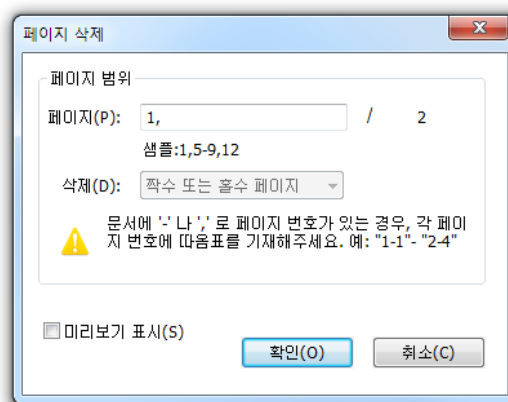 페이지 삭제
페이지 범위
페이지(P): 1, / 2
샘플:1,5-9,12
삭제(D): 짝수 또는 홀수 페이지
문서에 '-' 나 ',' 로 페이지 번호가 있는 경우, 각 페이
지 번호에 따옴표를 기재해주세요. 예: "1-1"- "2-4"
미리보기 표시(S)
확인(O) 취소(C)